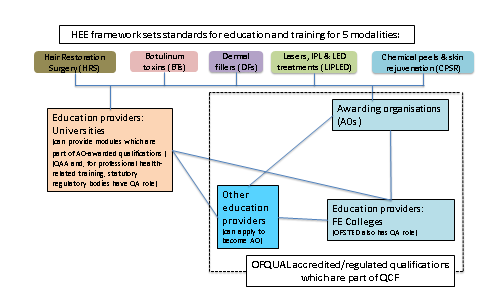 HEE framework sets standards for education and training for 5 modalities:
Hair Restoration
Surgery (HRS)
Botulinum
toxins (BTs)
Dermal
fillers (DFs)
Lasers, IPL & LED
treatments (LIPLED)
Chemical peels & skin
rejuvenation (CPSR)
Education providers:
Universities
(can provide modules which are
part of AO-awarded qualifications)
(QAA and, for professional health-
related training, statutory
regulatory bodies have QA role)
Awarding organisations
(AOs)
Other
education
providers
(can apply to
become AO)
Education providers:
FE Colleges
(OFSTED also has QA role)
OFQUAL accredited/regulated qualifications
which are part of QCF